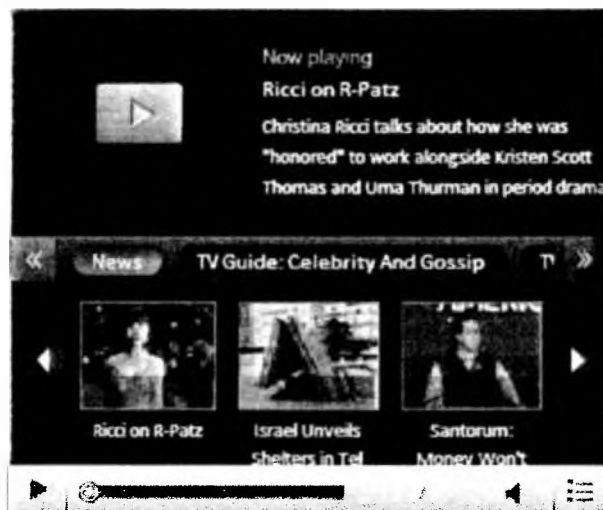 Now playing
Ricci on R-Patz
Christina Ricci talks about how she was
"honored" to work alongside Kristen Scott
Thomas and Uma Thurman in period drama
« News TV Guide: Celebrity And Gossip TV »
Ricci on R-Patz
Israel Unveils
Shelters in Tel
Santorum:
Money Won't